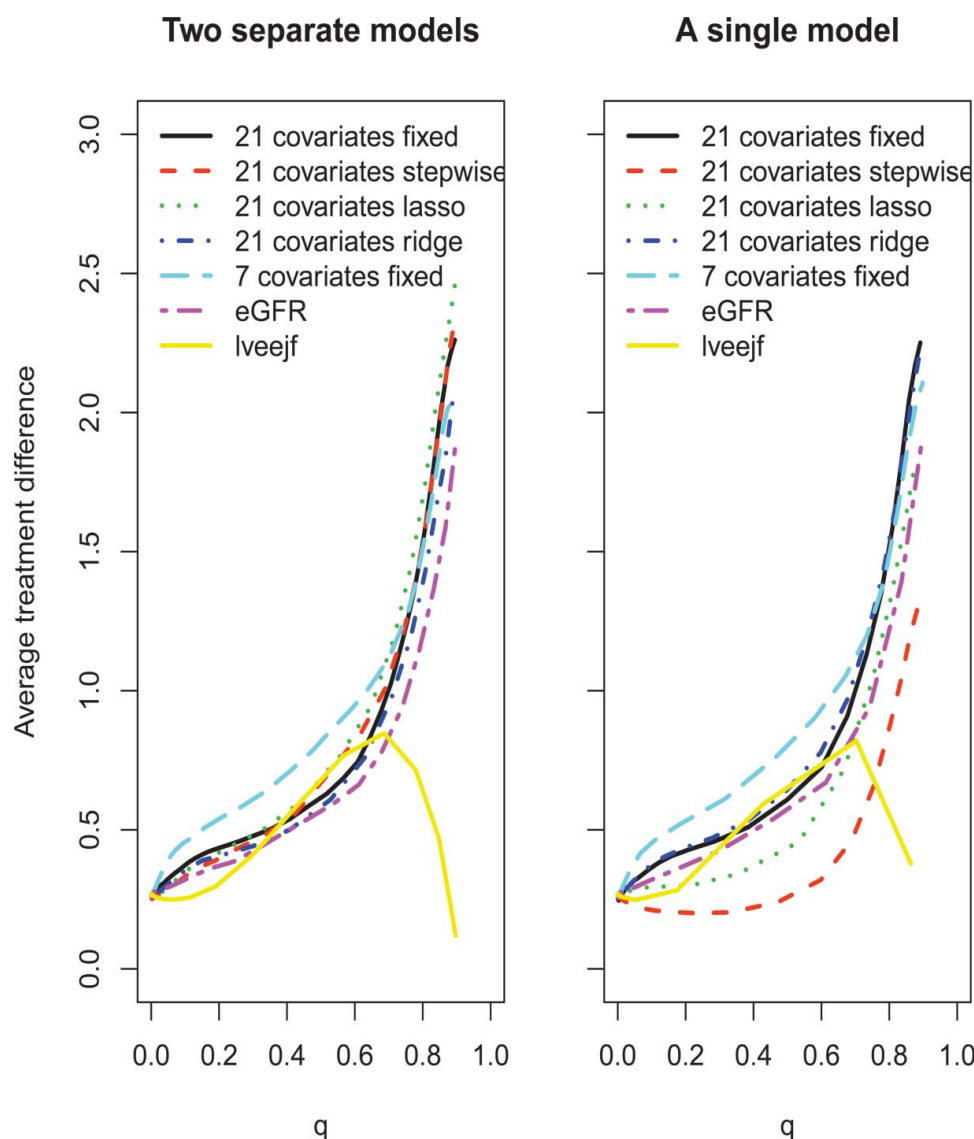 Two separate models
A single model
Average treatment difference
3.0
2.5
2.0
1.5
1.0
0.5
0.0
21 covariates fixed
21 covariates stepwise
21 covariates lasso
21 covariates ridge
7 covariates fixed
eGFR
lveejf
0.0 0.2 0.4 0.6 0.8 1.0
q
21 covariates fixed
21 covariates stepwise
21 covariates lasso
21 covariates ridge
7 covariates fixed
eGFR
lveejf
0.0 0.2 0.4 0.6 0.8 1.0
q